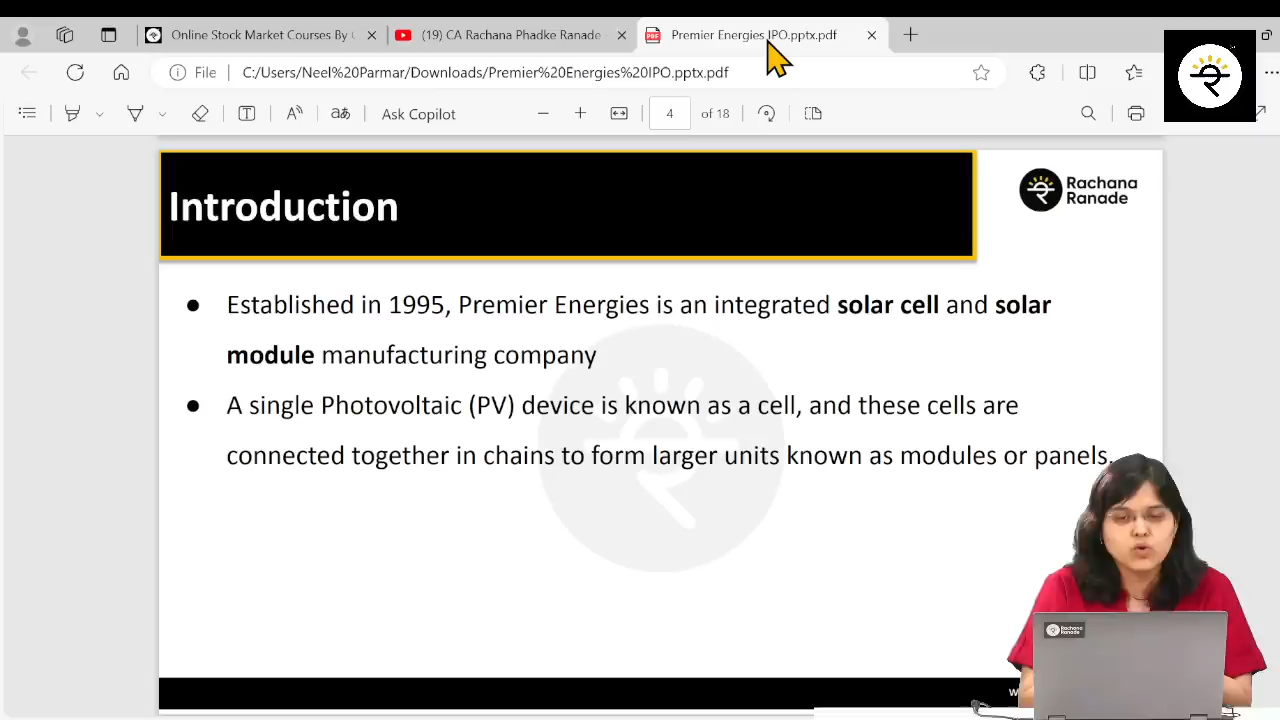 Online Stock Market Courses By
(19) CA Rachana Phadke Ranade -
Premier Energies IPO.pptx.pdf
File
C:/Users/Neel%20Parmar/Downloads/Premier%20Energies%20IPO.pptx.pdf
Ask Copilot
4 of 18
Introduction
Rachana
Ranade
● Established in 1995, Premier Energies is an integrated solar cell and solar
module manufacturing company
● A single Photovoltaic (PV) device is known as a cell, and these cells are
connected together in chains to form larger units known as modules or panels.
Rachana
Ranade